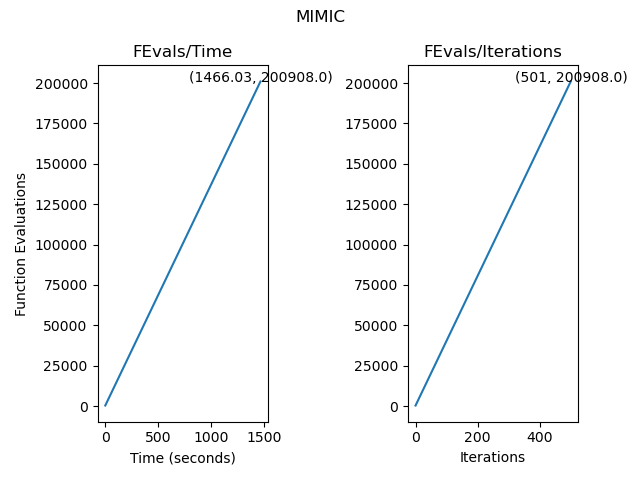 MIMIC
FEvals/Time
(1466.03, 200908.0)
200000
175000
150000
125000
100000
75000
50000
25000
0
Function Evaluations
0 500 1000 1500
Time (seconds)
FEvals/Iterations
(501, 200908.0)
200000
175000
150000
125000
100000
75000
50000
25000
0
0 200 400
Iterations